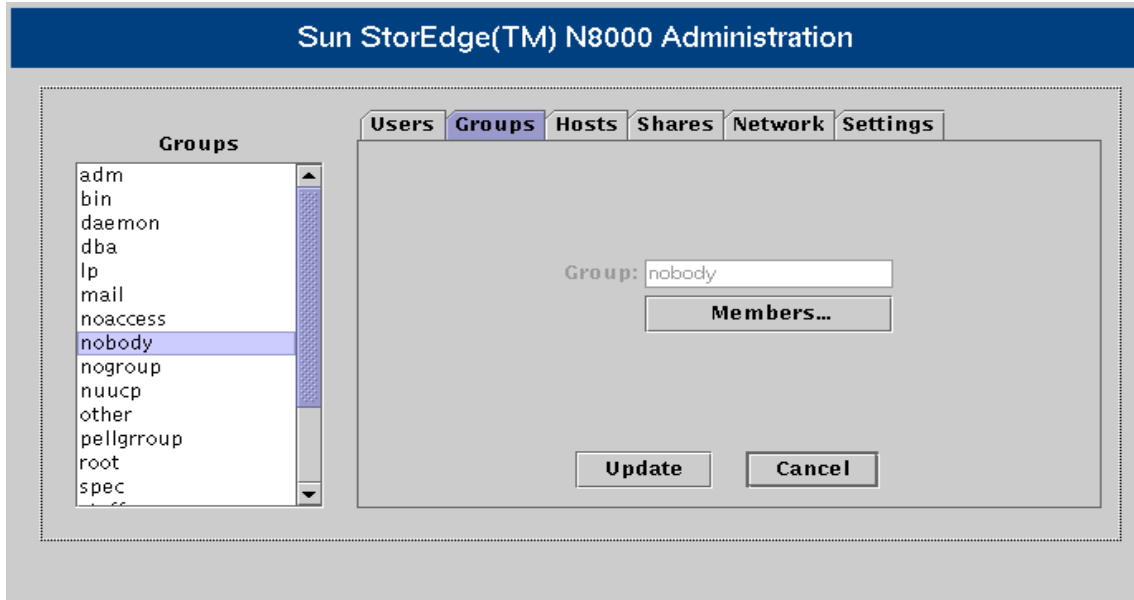 Sun StorEdge(TM) N8000 Administration
Users Groups Hosts Shares Network Settings
Groups
adm
bin
daemon
dba
lp
mail
noaccess
nobody
nogroup
nuucp
other
pellgrroup
root
spec
Group: nobody
Members...
Update Cancel